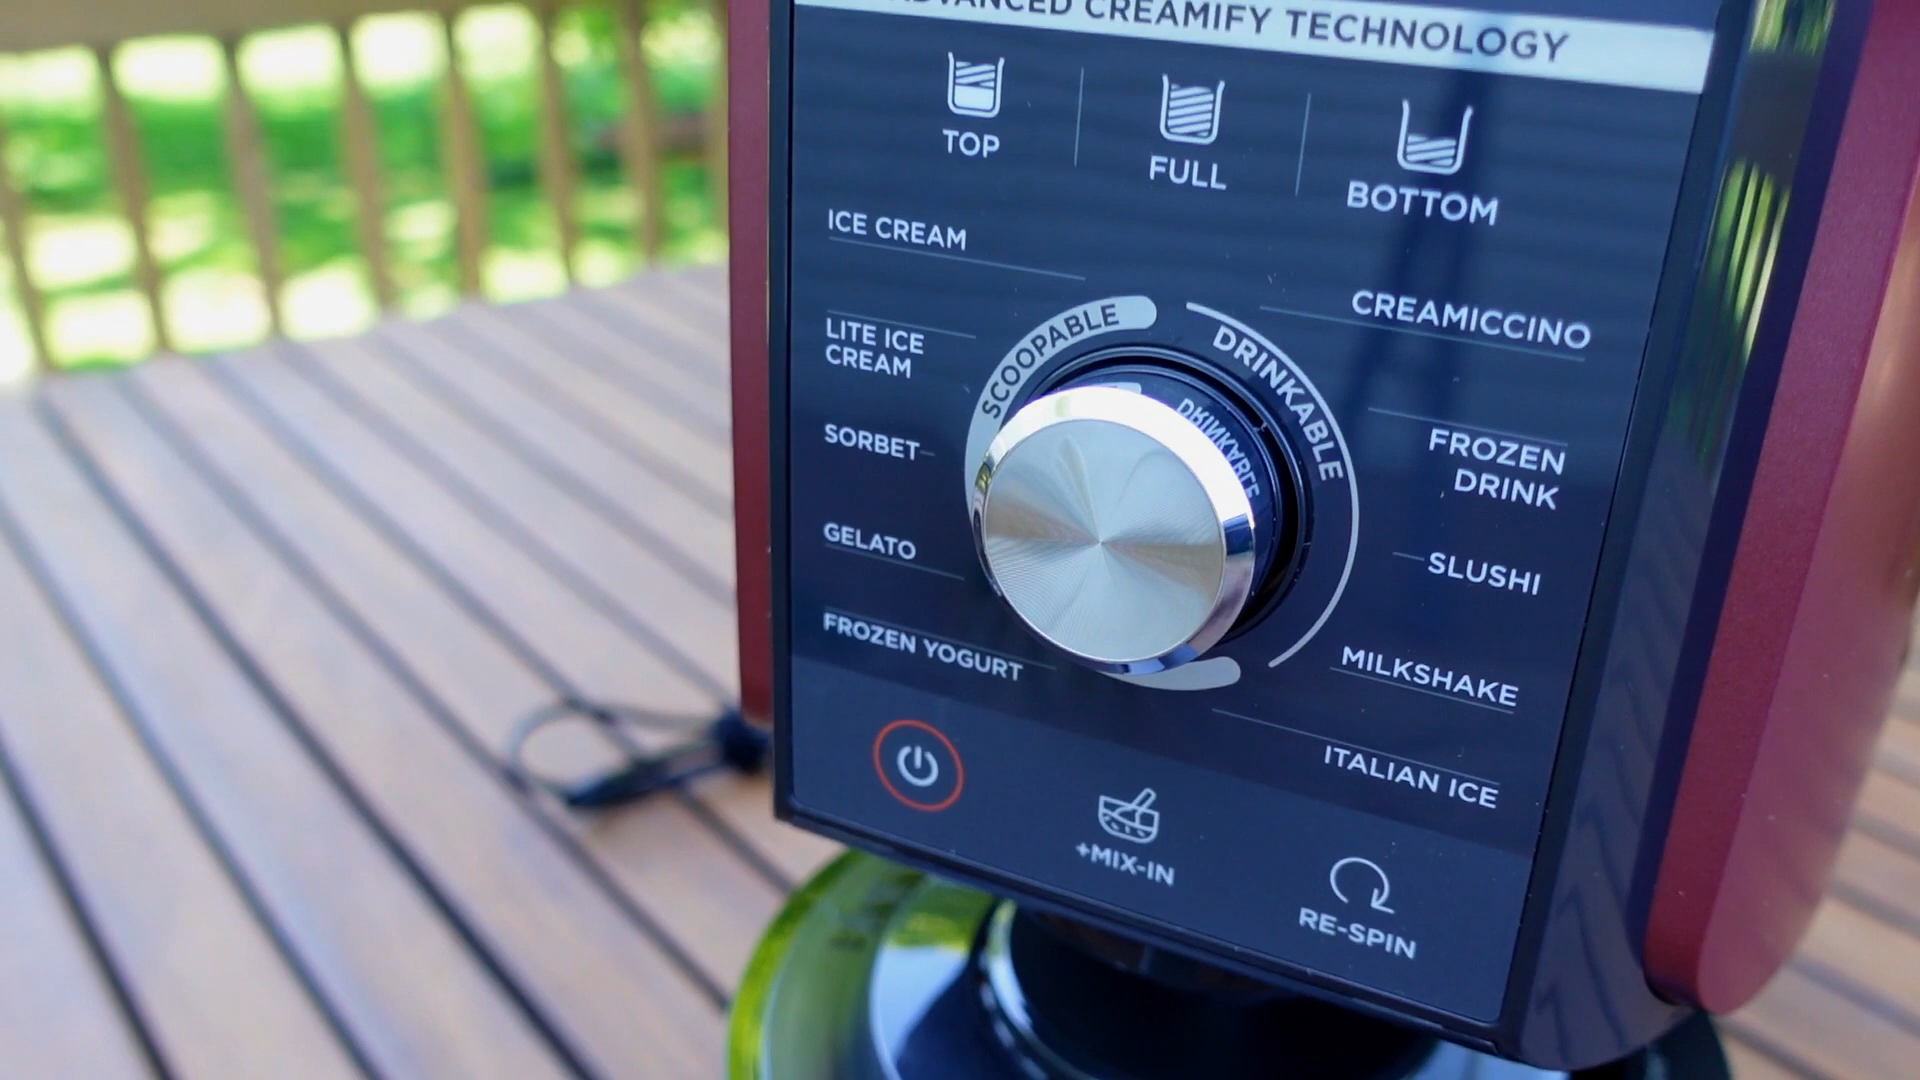 CREAMIFY TECHNOLOGY
TOP
FULL
BOTTOM
ICE CREAM
LITE ICE
CREAM
SORBET
GELATO
FROZEN YOGURT
SCOOPABLE
DRINKABLE
CREAMICCINO
FROZEN
DRINK
SLUSHI
MILKSHAKE
ITALIAN ICE
+MIX-IN
RE-SPIN